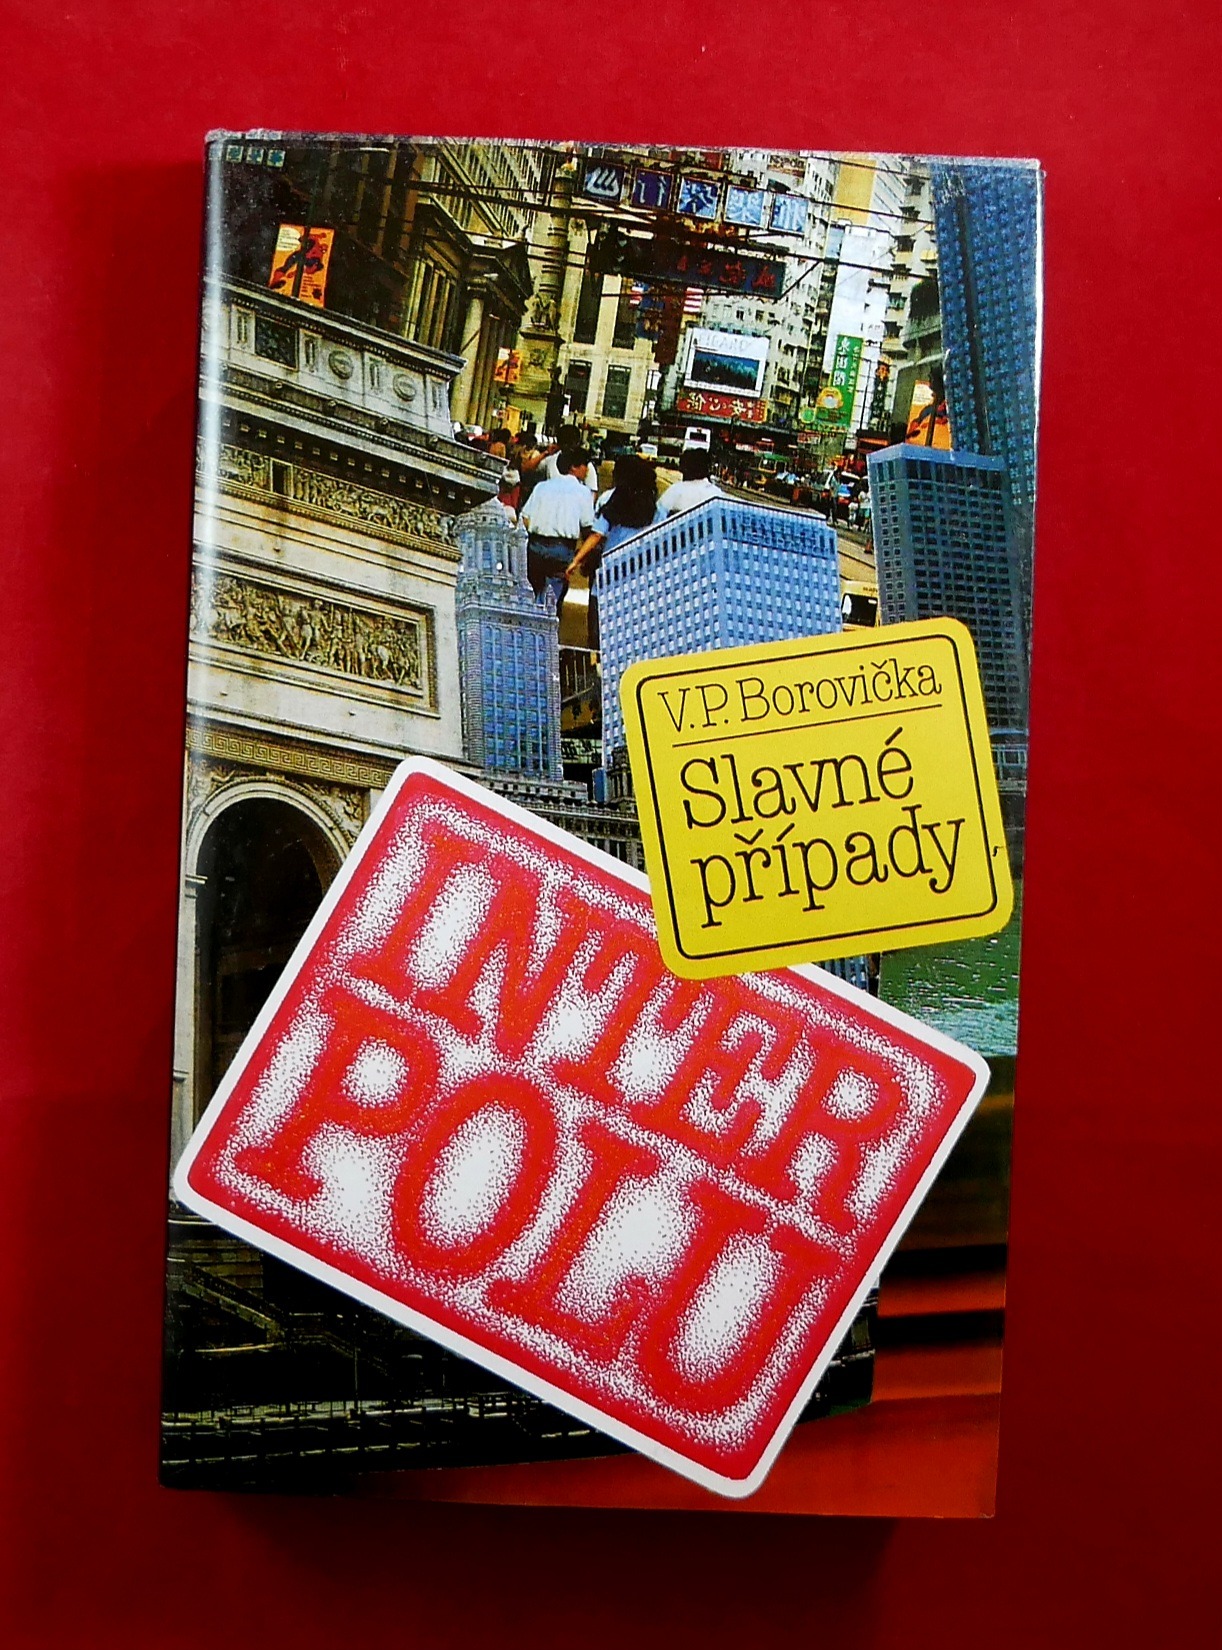 V.P. Borovička
Slavné
případy
INTER
POLU